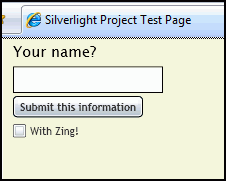 Silverlight Project Test Page
Your name?
Submit this information
With Zing!